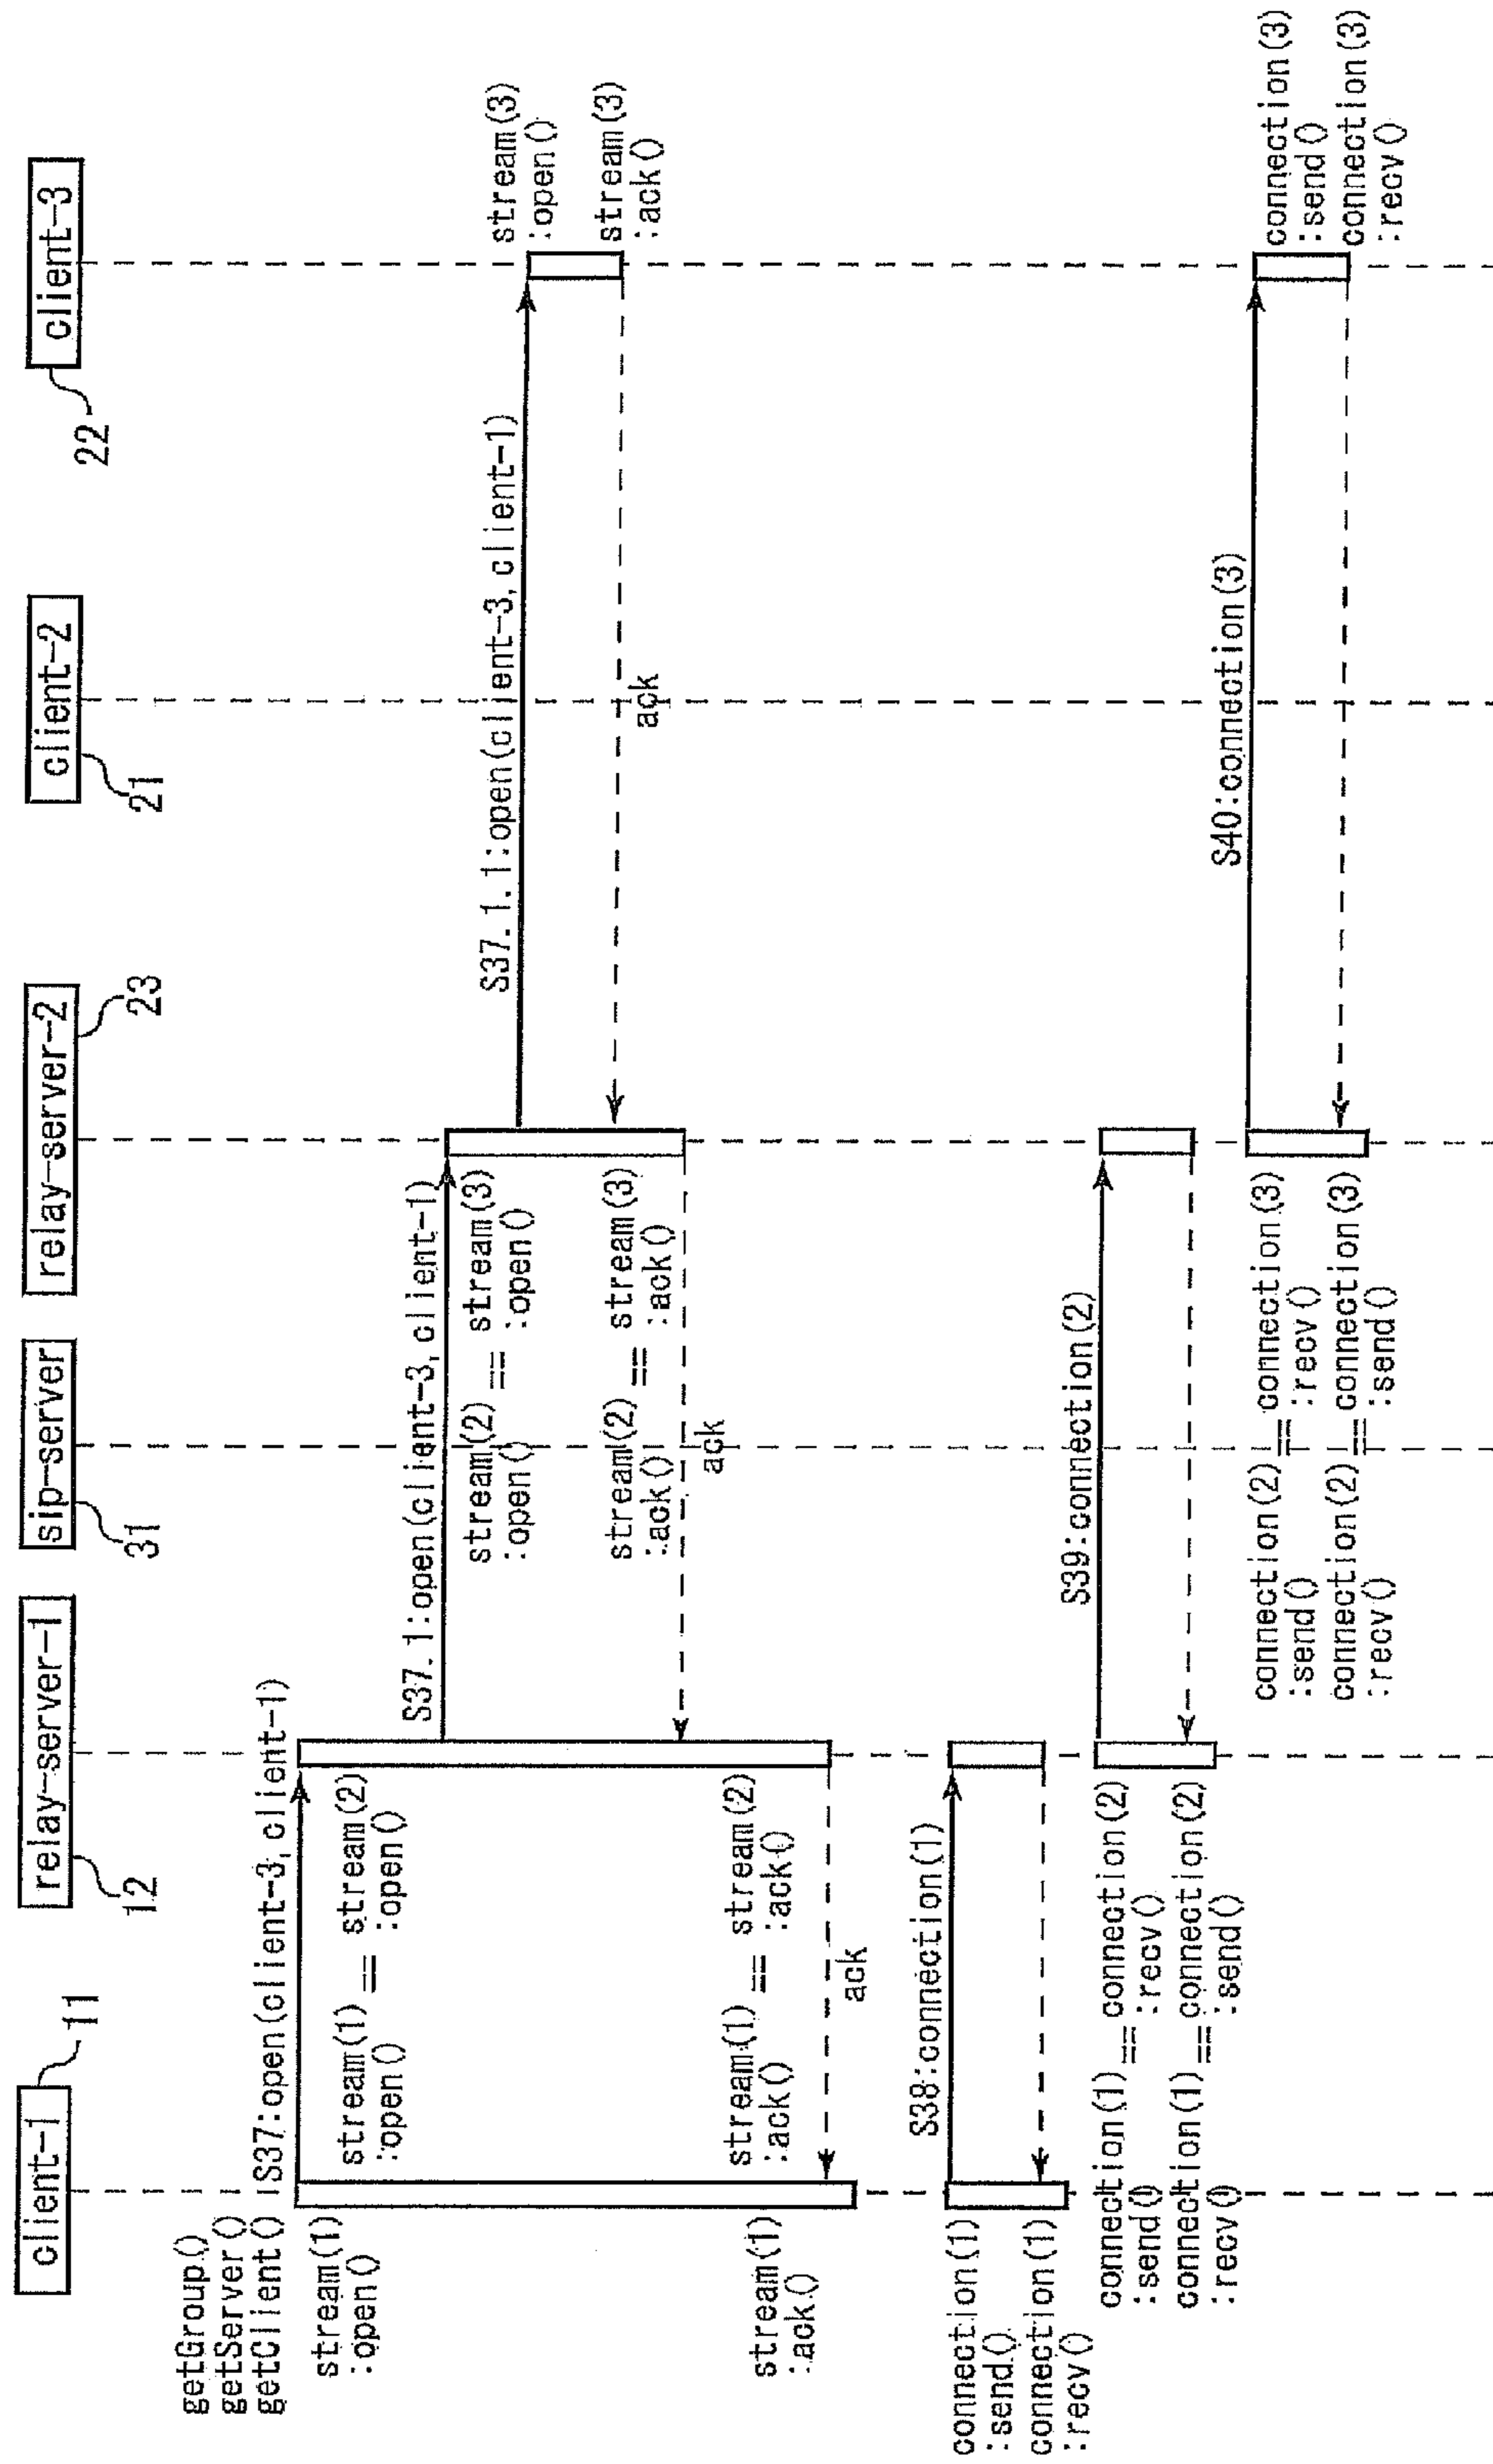 client-1
11
relay-server-1
12
sip-server
31
relay-server-2
23
client-2
21
client-3
22
getGroup()
getServer()
getClient()
S37:open(client-3, client-1)
stream(1)
:open()
stream(1) == stream(2)
:open() :open()
S37.1:open(client-3, client-1)
stream(2) == stream(3)
:open() :open()
S37.1.1:open(client-3, client-1)
stream(3)
:open()
stream(3)
:ack()
ack
stream(2) == stream(3)
:ack() :ack()
ack
stream(1) == stream(2)
:ack() :ack()
ack
stream(1)
:ack()
S38:connection(1)
connection(1)
:send()
connection(1)
:recv()
S39:connection(2)
connection(1)==connection(2)
:send() :recv()
connection(1)==connection(2)
:recv() :send()
S40:connection(3)
connection(2)==connection(3)
:send() :recv()
connection(2)==connection(3)
:recv() :send()
connection(3)
:send()
connection(3)
:recv()